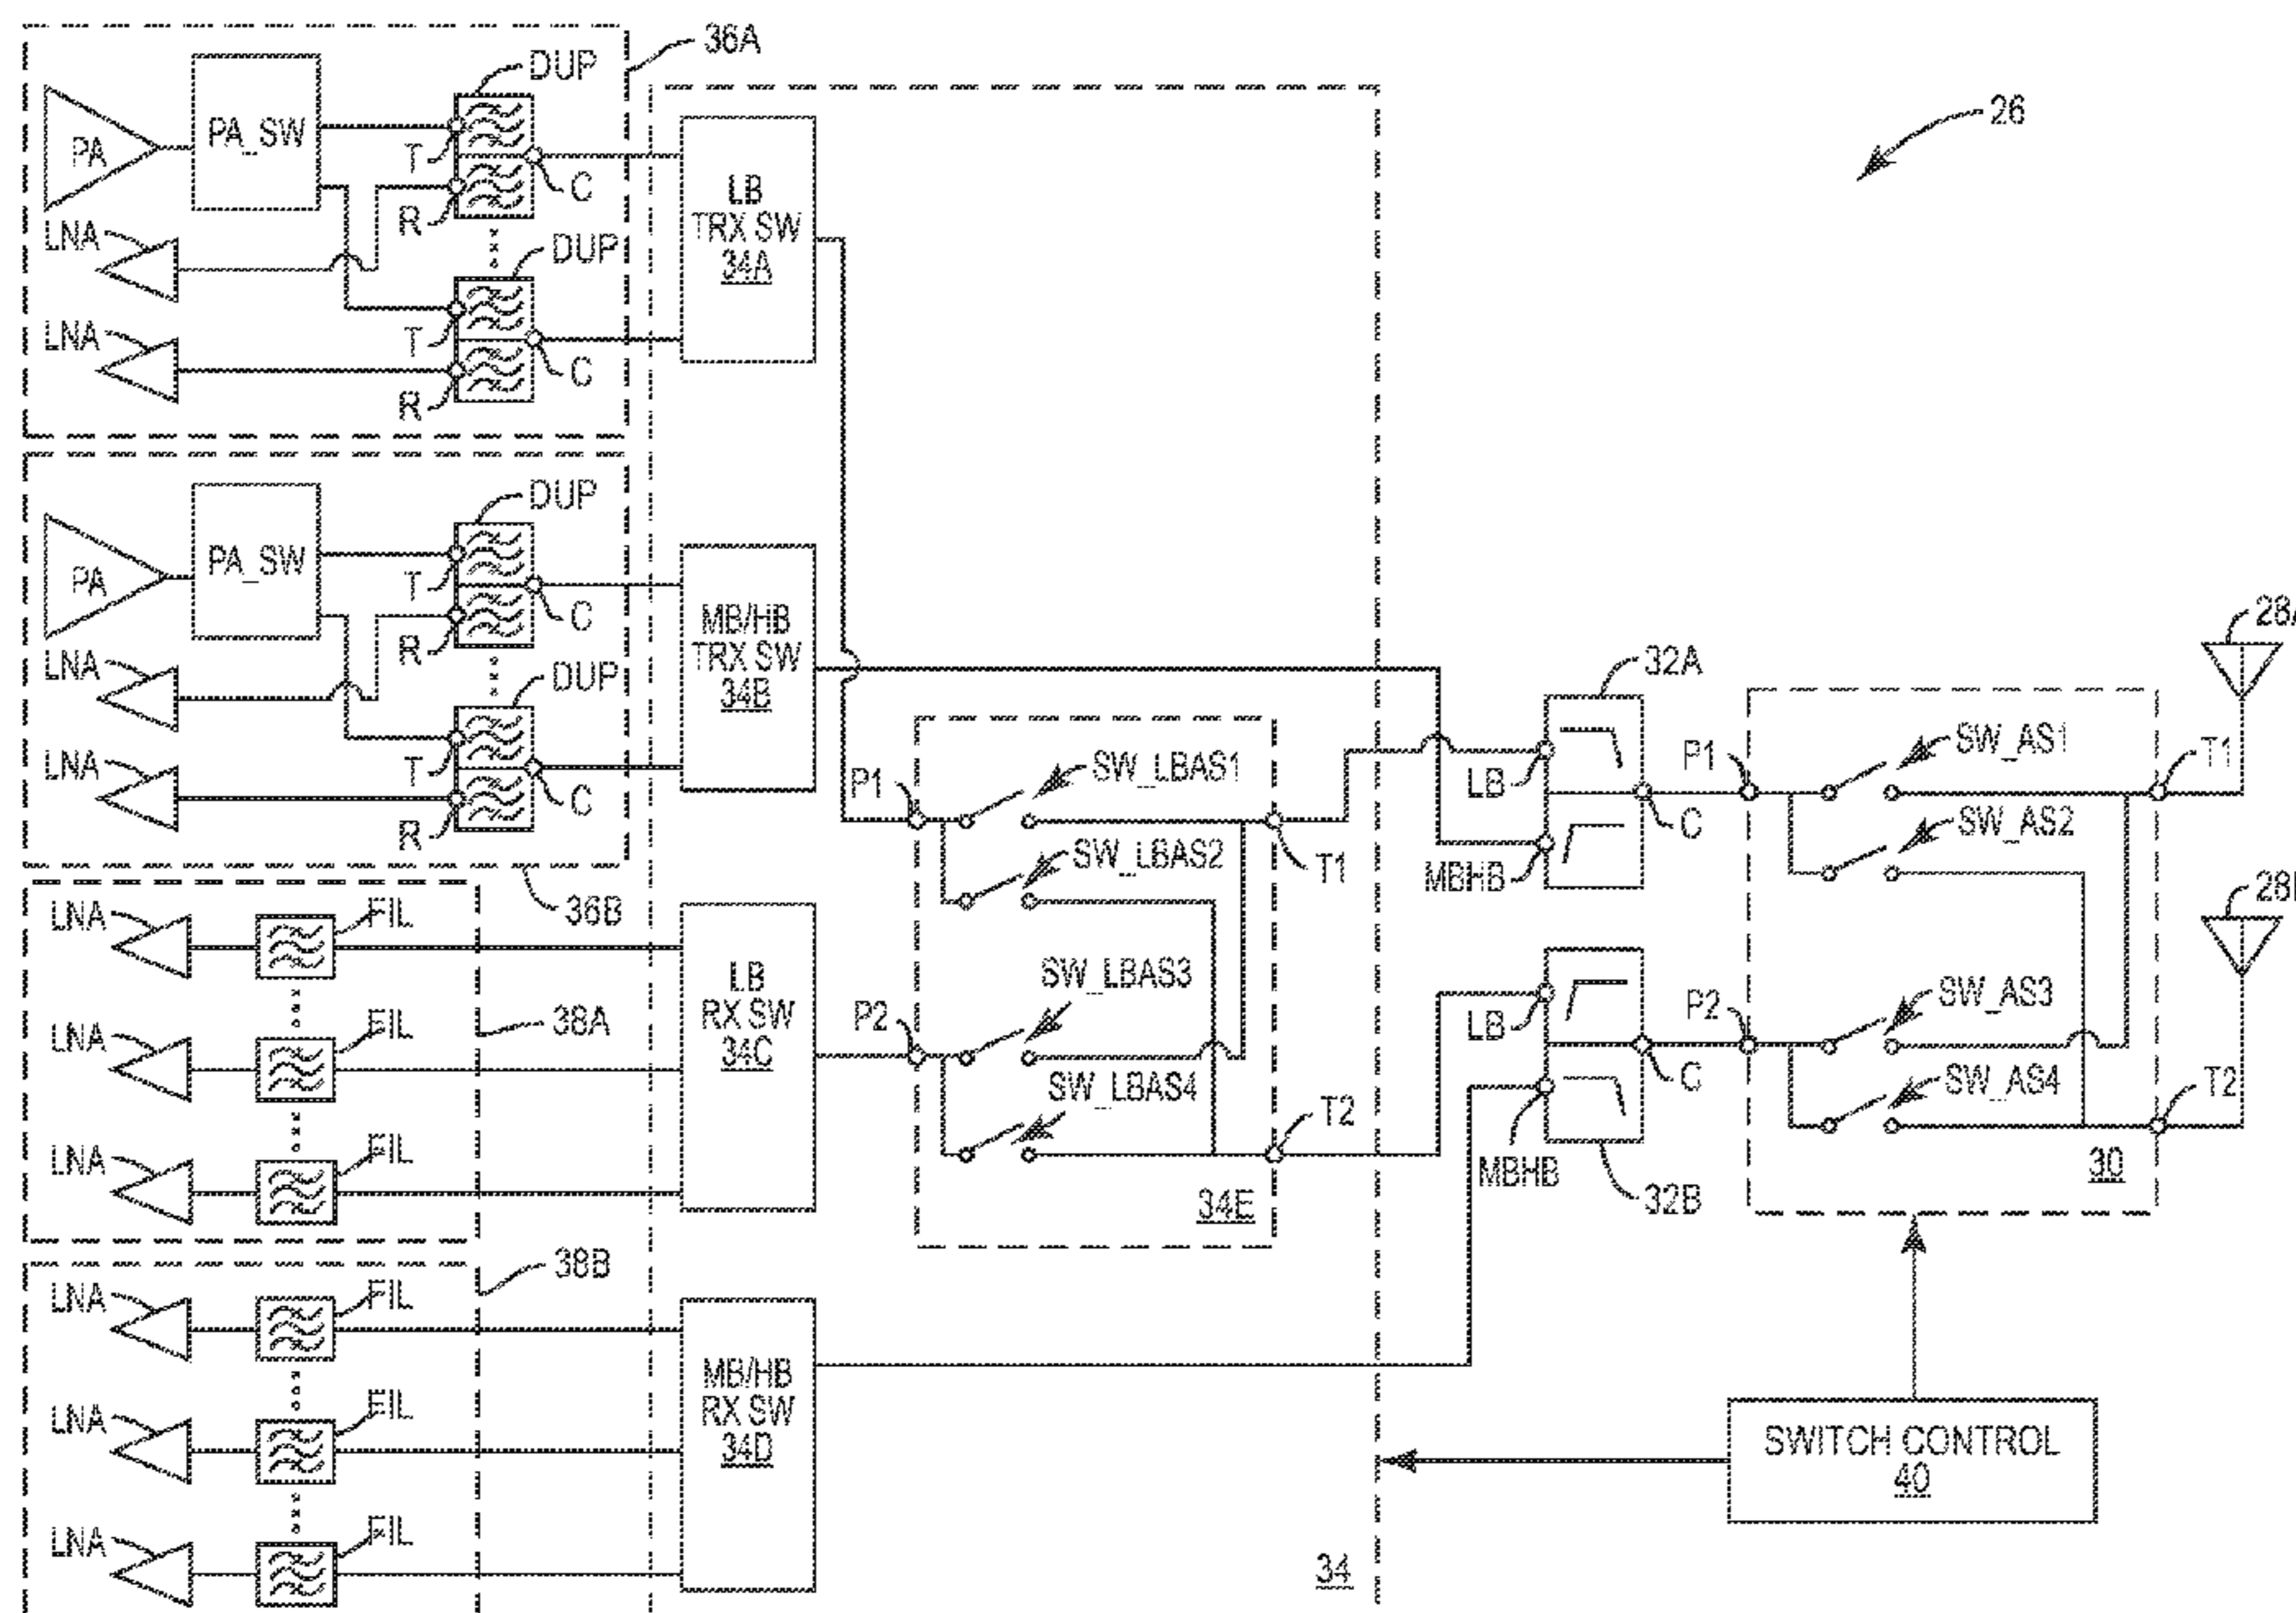 36A
DUP
PA
PA_SW
T
C
R
LNA
DUP
LNA
T
C
R
LB
TRX SW
34A
26
DUP
PA
PA_SW
T
C
R
LNA
DUP
LNA
T
C
R
36B
MB/HB
TRX SW
34B
P1
SW_LBAS1
SW_LBAS2
T1
SW_LBAS3
P2
SW_LBAS4
T2
34E
32A
LB
MBHB
C
P1
SW_AS1
T1
SW_AS2
28A
LB
MBHB
C
32B
P2
SW_AS3
SW_AS4
T2
30
LNA
FIL
LNA
FIL
38A
LNA
FIL
LB
RX SW
34C
38B
LNA
FIL
LNA
FIL
LNA
FIL
MB/HB
RX SW
34D
34
SWITCH CONTROL
40